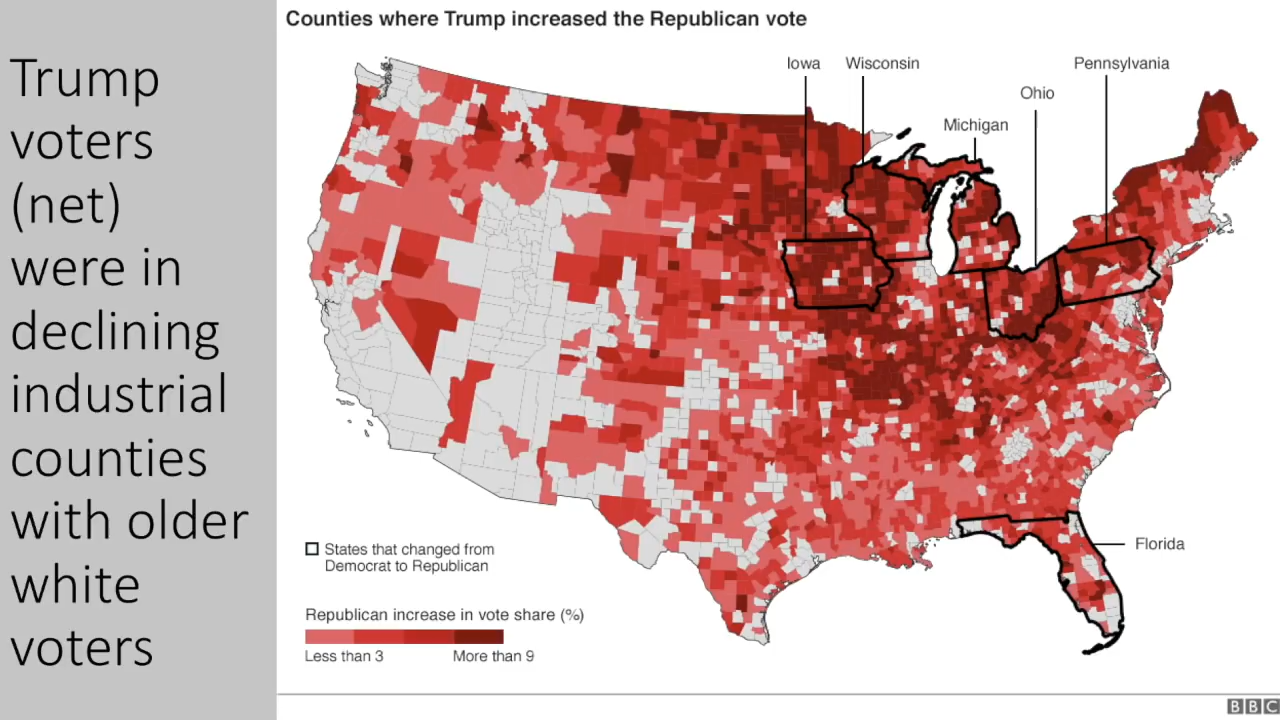 Trump
voters
(net)
were in
declining
industrial
counties
with older
white
voters
Counties where Trump increased the Republican vote
Iowa
Wisconsin
Pennsylvania
Ohio
Michigan
Florida
States that changed from
Democrat to Republican
Republican increase in vote share (%)
Less than 3
More than 9
BBC